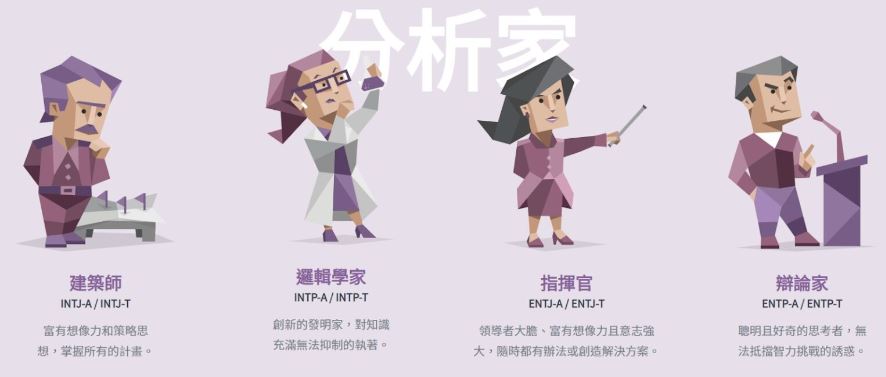 分析家
建築師
INTJ-A / INTJ-T
富有想像力和策略思
想，掌握所有的計畫。
邏輯學家
INTP-A / INTP-T
創新的發明家，對知識
充滿無法抑制的執著。
指揮官
ENTJ-A / ENTJ-T
領導者大膽、富有想像力且意志強
大，隨時都有辦法或創造解決方案。
辯論家
ENTP-A / ENTP-T
聰明且好奇的思考者，無
法抵擋智力挑戰的誘惑。